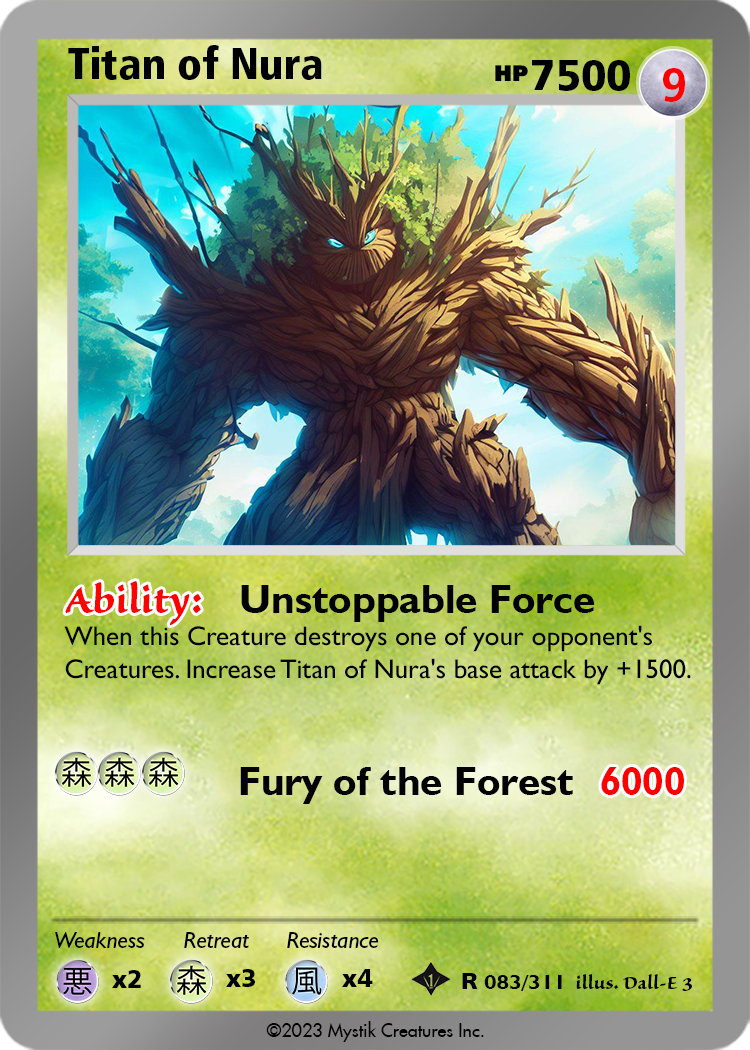 Titan of Nura HP7500 9
Ability: Unstoppable Force
When this Creature destroys one of your opponent's
Creatures. Increase Titan of Nura's base attack by +1500.
森 森 森 Fury of the Forest 6000
Weakness Retreat Resistance
悪 x2 森 x3 風 x4 1 R 083/311 illus. Dall-E 3
©2023 Mystik Creatures Inc.